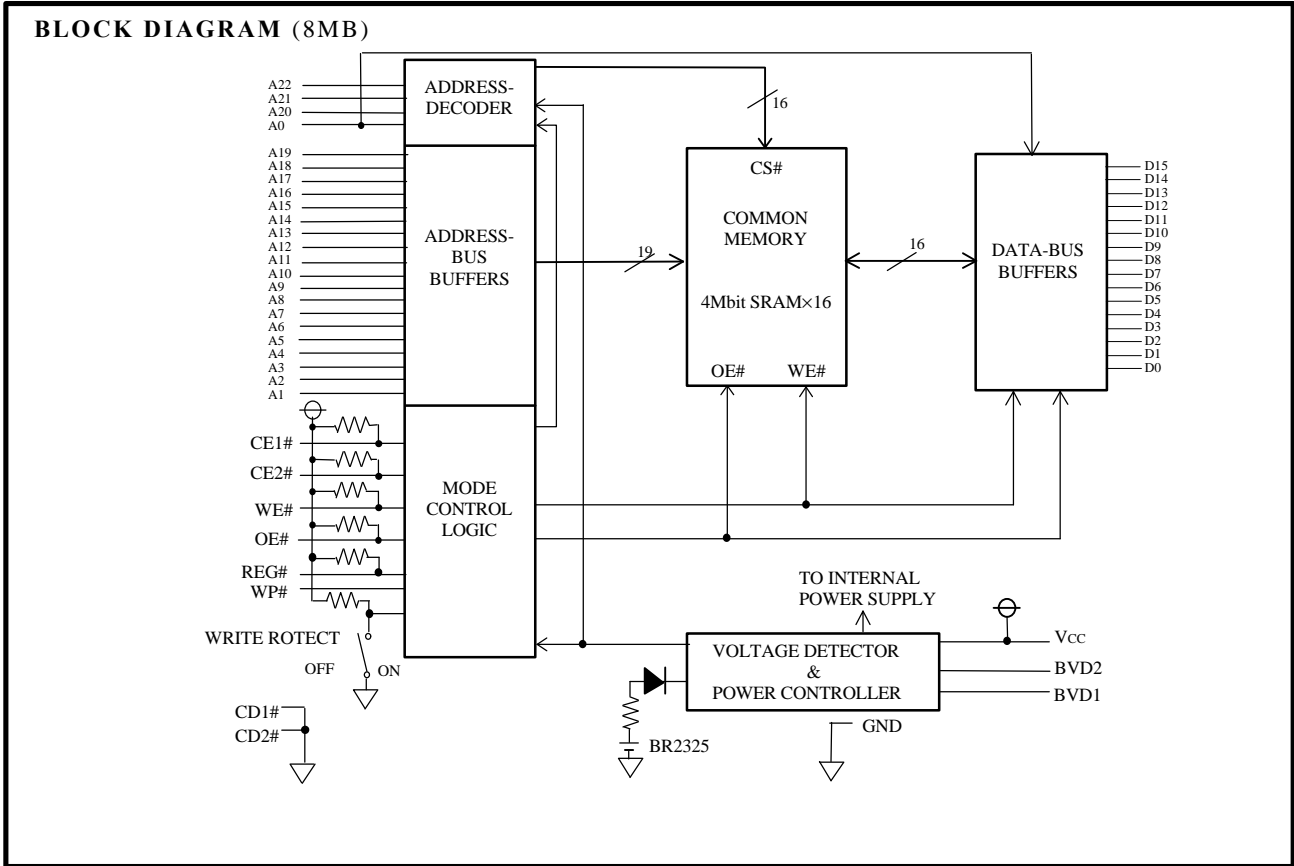 BLOCK DIAGRAM (8MB)
A22
A21
A20
A0
ADDRESS-
DECODER
16
A19
A18
A17
A16
A15
A14
A13
A12
A11
A10
A9
A8
A7
A6
A5
A4
A3
A2
A1
ADDRESS-
BUS
BUFFERS
19
CS#
COMMON
MEMORY
4Mbit SRAM×16
OE# WE#
16
DATA-BUS
BUFFERS
D15
D14
D13
D12
D11
D10
D9
D8
D7
D6
D5
D4
D3
D2
D1
D0
CE1#
CE2#
WE#
OE#
REG#
WP#
MODE
CONTROL
LOGIC
WRITE ROTECT
OFF ON
CD1#
CD2#
TO INTERNAL
POWER SUPPLY
VOLTAGE DETECTOR
&
POWER CONTROLLER
VCC
BVD2
BVD1
GND
BR2325